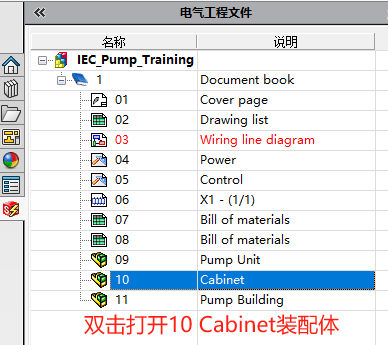 电气工程文件
名称 说明
IEC_Pump_Training
1 Document book
01 Cover page
02 Drawing list
03 Wiring line diagram
04 Power
05 Control
06 X1 - (1/1)
07 Bill of materials
08 Bill of materials
09 Pump Unit
10 Cabinet
11 Pump Building
双击打开10 Cabinet装配体